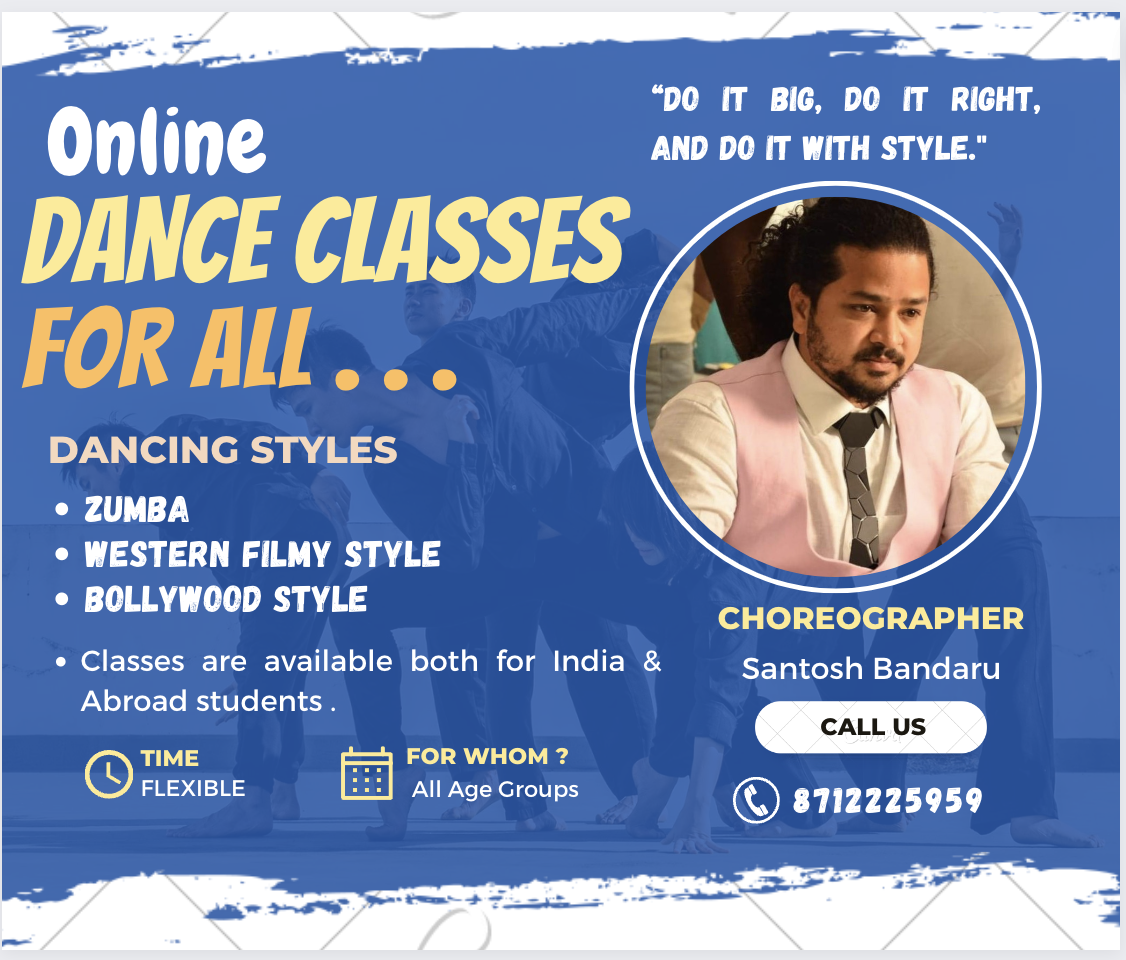 Online
DANCE CLASSES
FOR ALL . . .
“DO IT BIG, DO IT RIGHT,
AND DO IT WITH STYLE."
DANCING STYLES
• ZUMBA
• WESTERN FILMY STYLE
• BOLLYWOOD STYLE
• Classes are available both for India &
Abroad students .
TIME
FLEXIBLE
FOR WHOM ?
All Age Groups
CHOREOGRAPHER
Santosh Bandaru
CALL US
8712225959